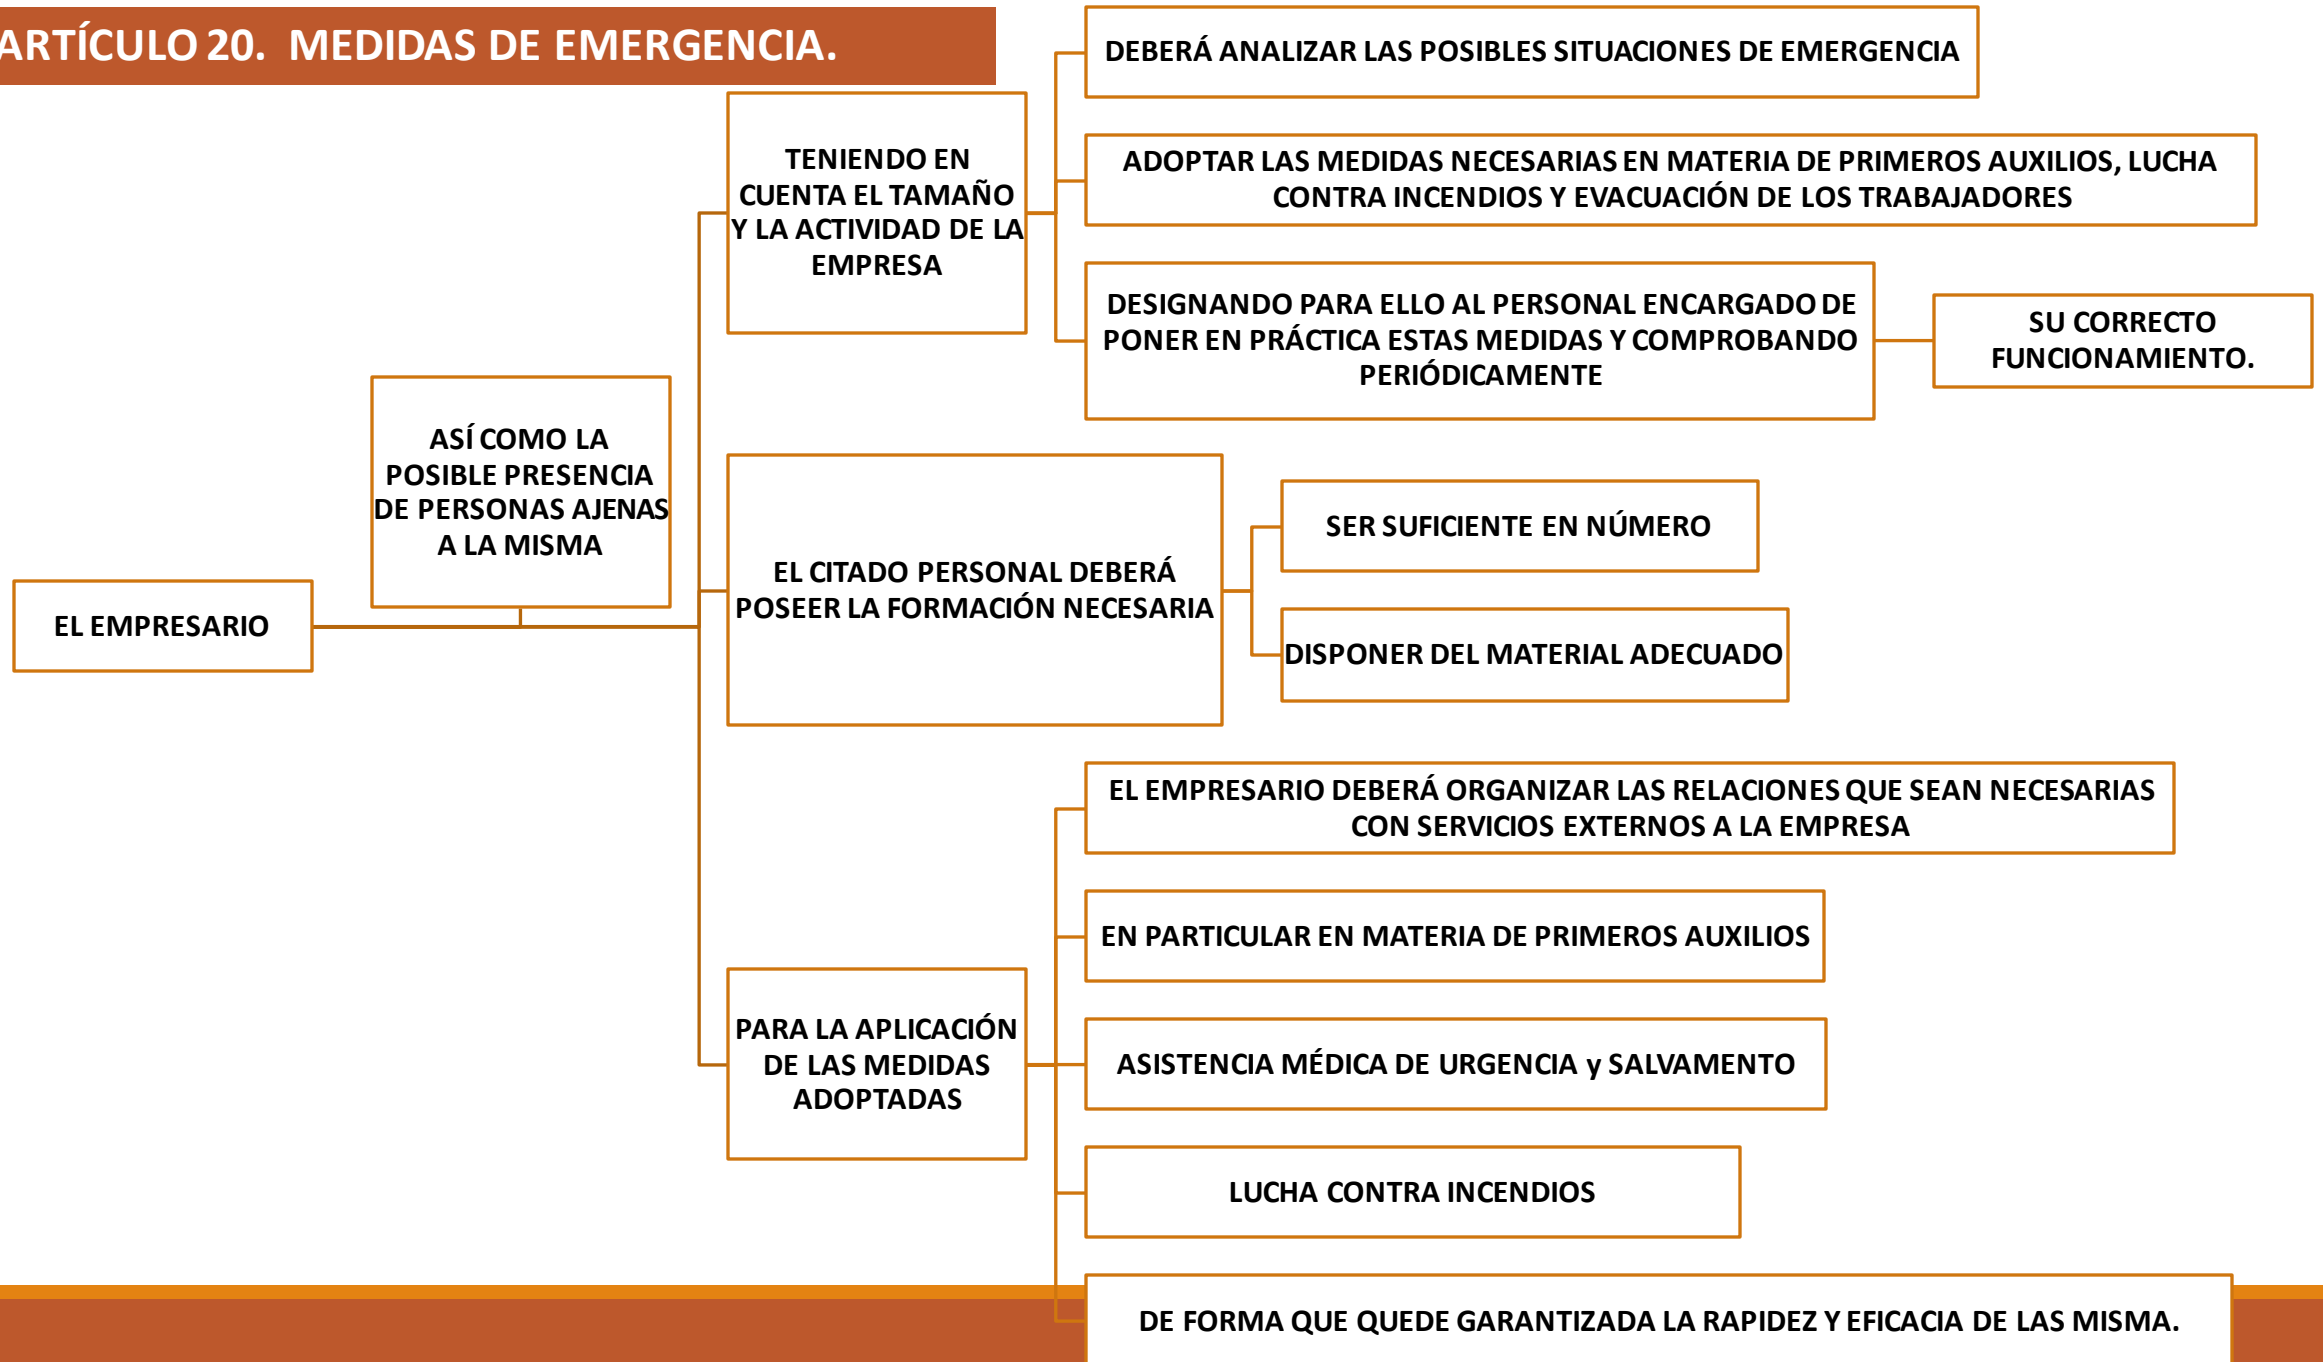 ARTÍCULO 20. MEDIDAS DE EMERGENCIA.
EL EMPRESARIO
ASÍ COMO LA
POSIBLE PRESENCIA
DE PERSONAS AJENAS
A LA MISMA
TENIENDO EN
CUENTA EL TAMAÑO
Y LA ACTIVIDAD DE LA
EMPRESA
DEBERÁ ANALIZAR LAS POSIBLES SITUACIONES DE EMERGENCIA
ADOPTAR LAS MEDIDAS NECESARIAS EN MATERIA DE PRIMEROS AUXILIOS, LUCHA
CONTRA INCENDIOS Y EVACUACIÓN DE LOS TRABAJADORES
DESIGNANDO PARA ELLO AL PERSONAL ENCARGADO DE
PONER EN PRÁCTICA ESTAS MEDIDAS Y COMPROBANDO
PERIÓDICAMENTE
SU CORRECTO
FUNCIONAMIENTO.
EL CITADO PERSONAL DEBERÁ
POSEER LA FORMACIÓN NECESARIA
SER SUFICIENTE EN NÚMERO
DISPONER DEL MATERIAL ADECUADO
PARA LA APLICACIÓN
DE LAS MEDIDAS
ADOPTADAS
EL EMPRESARIO DEBERÁ ORGANIZAR LAS RELACIONES QUE SEAN NECESARIAS
CON SERVICIOS EXTERNOS A LA EMPRESA
EN PARTICULAR EN MATERIA DE PRIMEROS AUXILIOS
ASISTENCIA MÉDICA DE URGENCIA y SALVAMENTO
LUCHA CONTRA INCENDIOS
DE FORMA QUE QUEDE GARANTIZADA LA RAPIDEZ Y EFICACIA DE LAS MISMA.